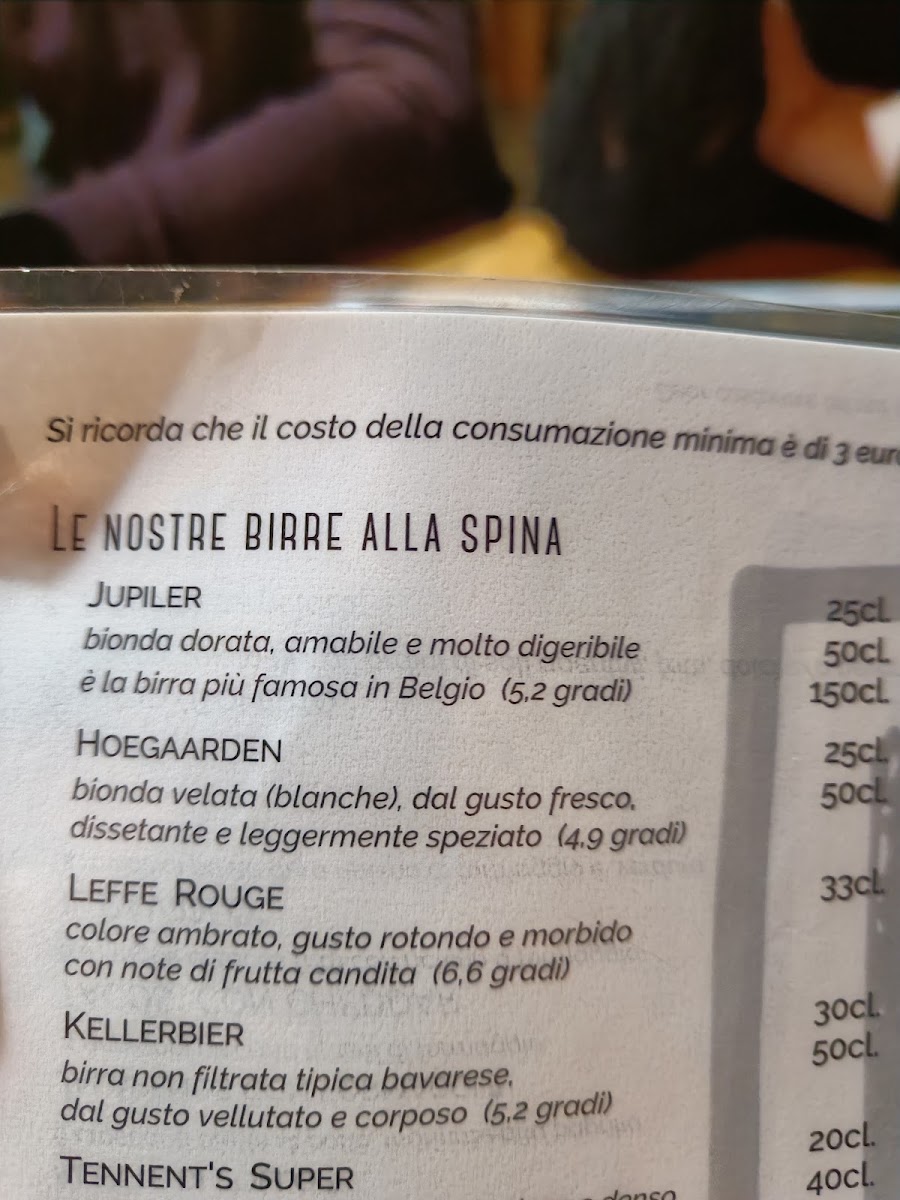 Si ricorda che il costo della consumazione minima è di 3 euro
LE NOSTRE BIRRE ALLA SPINA
JUPILER 25cl.
bionda dorata, amabile e molto digeribile 50cl.
è la birra più famosa in Belgio (5,2 gradi) 150cl.
HOEGAARDEN 25cl.
bionda velata (blanche), dal gusto fresco, 50cl.
dissetante e leggermente speziato (4,9 gradi)
LEFFE ROUGE 33cl.
colore ambrato, gusto rotondo e morbido
con note di frutta candita (6,6 gradi)
KELLERBIER 30cl.
birra non filtrata tipica bavarese, 50cl.
dal gusto vellutato e corposo (5,2 gradi)
TENNENT'S SUPER 20cl.
40cl.
denso